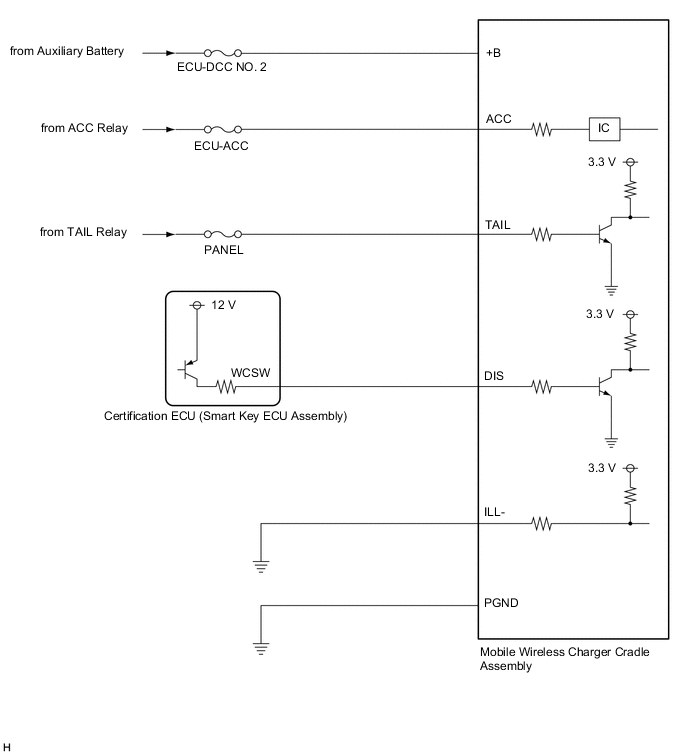 from Auxiliary Battery
ECU-DCC NO. 2
+B
from ACC Relay
ECU-ACC
ACC
IC
3.3 V
from TAIL Relay
PANEL
TAIL
12 V
3.3 V
WCSW
DIS
Certification ECU (Smart Key ECU Assembly)
3.3 V
ILL-
PGND
Mobile Wireless Charger Cradle
Assembly
H